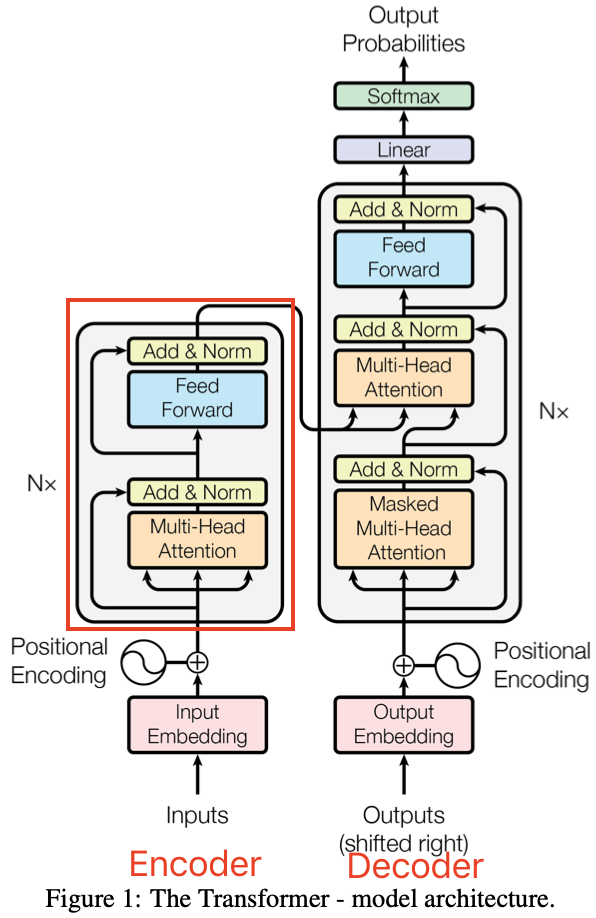 Output
Probabilities
Softmax
Linear
Add & Norm
Feed
Forward
Add & Norm
Multi-Head
Attention
Nx
Add & Norm
Masked
Multi-Head
Attention
Add & Norm
Feed
Forward
Nx
Add & Norm
Multi-Head
Attention
Positional
Encoding
Positional
Encoding
Input
Embedding
Output
Embedding
Inputs
Outputs
(shifted right)
Encoder
Decoder
Figure 1: The Transformer - model architecture.